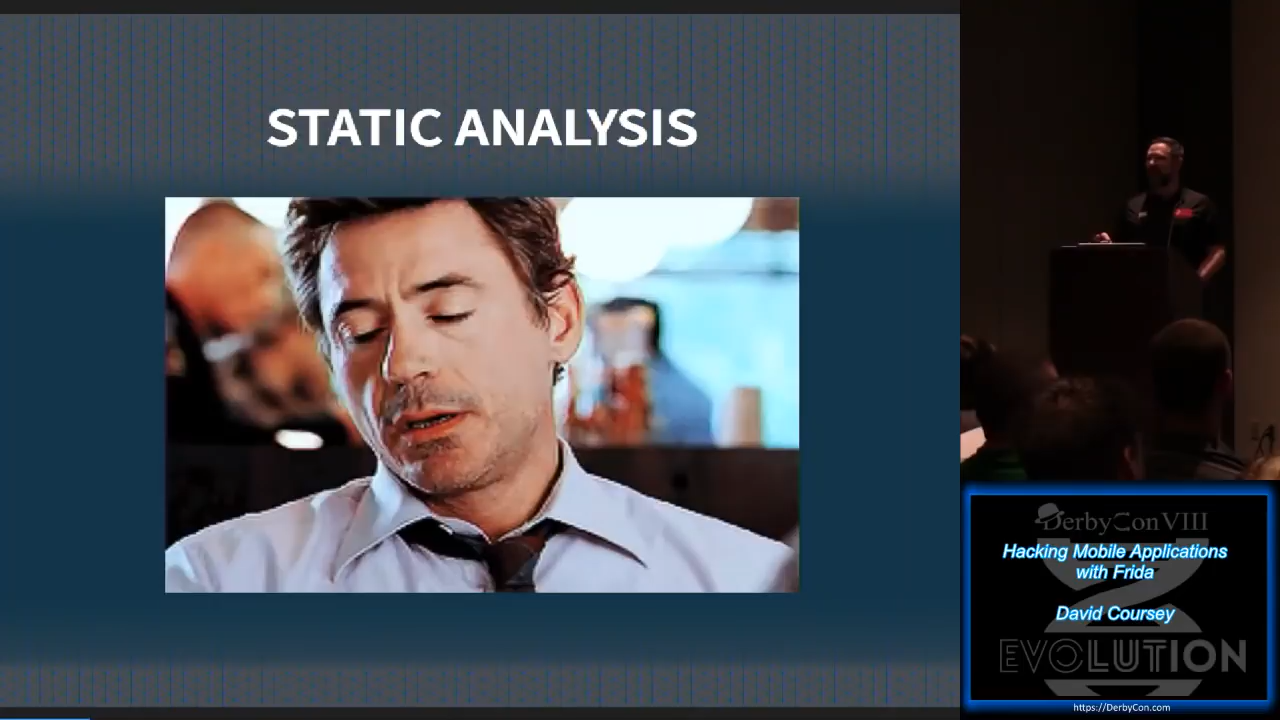 STATIC ANALYSIS
DerbyCon VIII
Hacking Mobile Applications
with Frida
David Coursey
EVOLUTION
https://DerbyCon.com